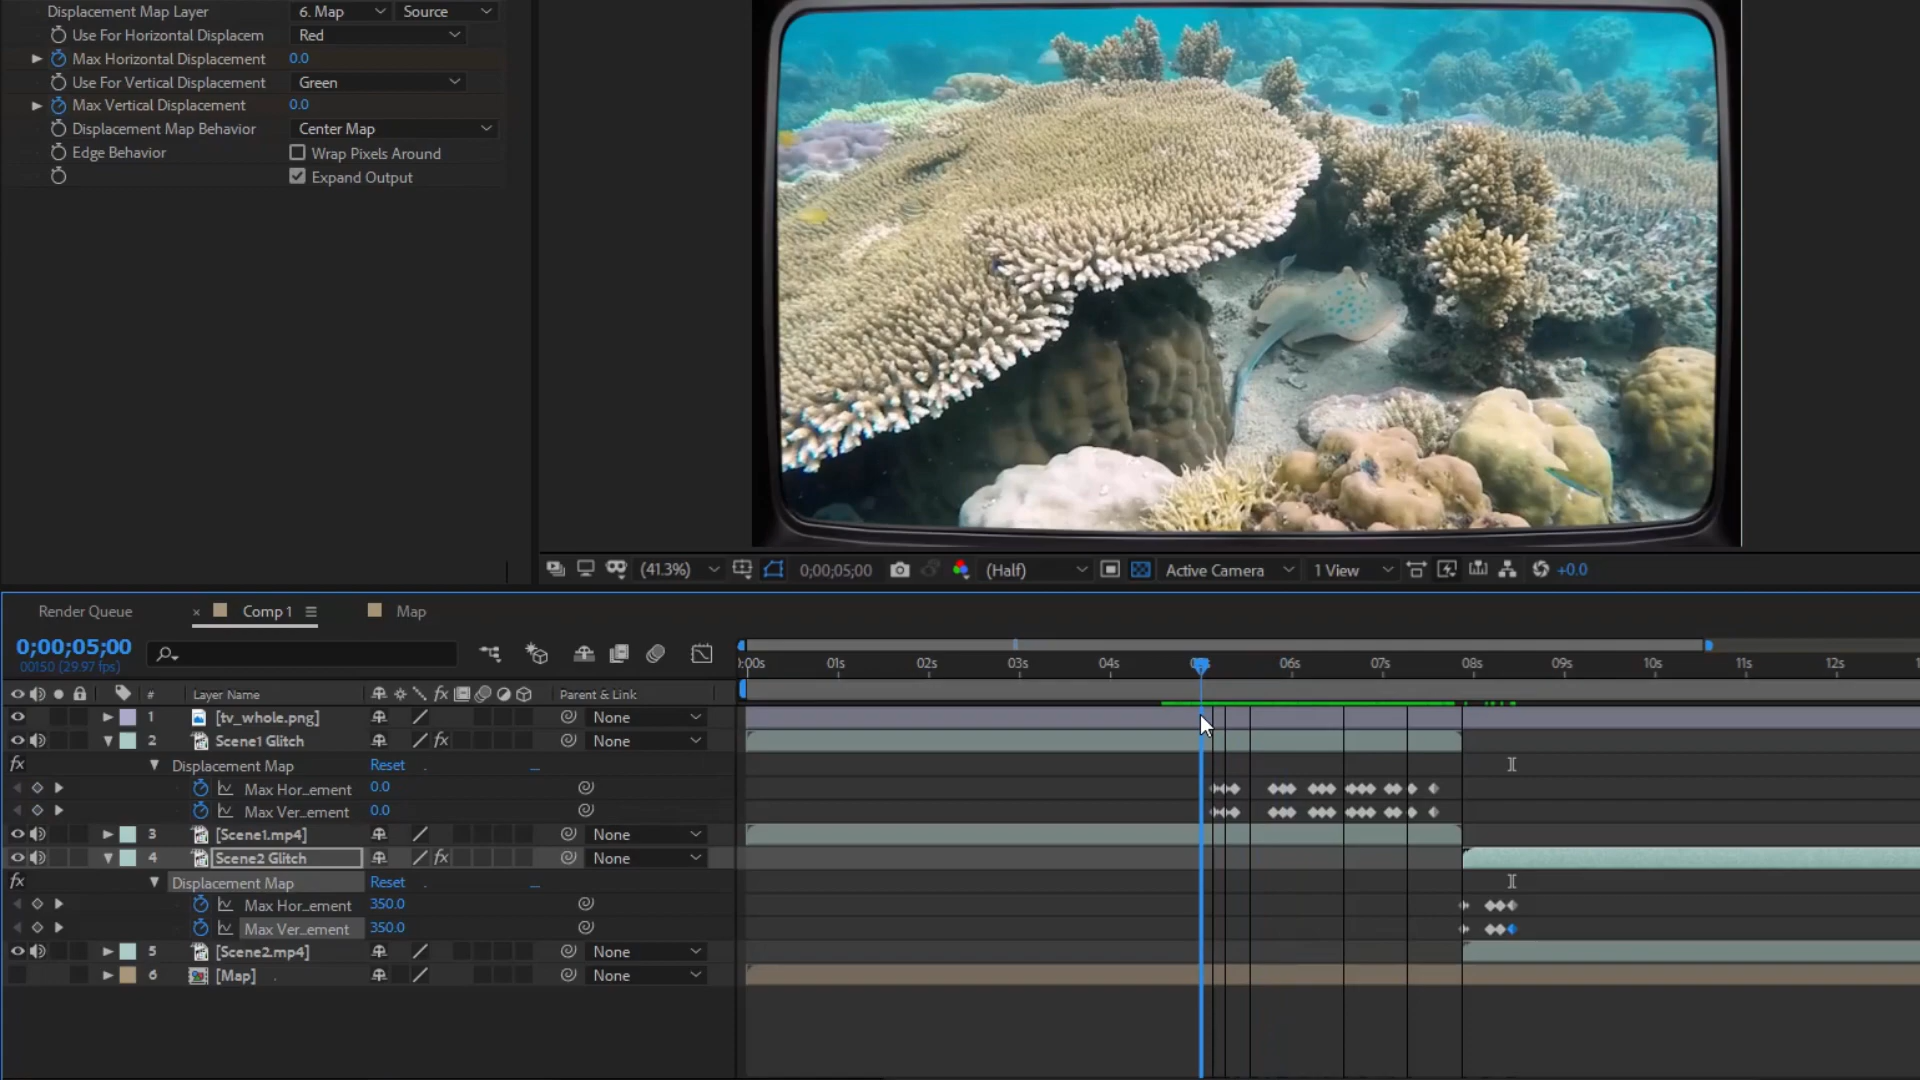 Displacement Map Layer 6. Map Source
Use For Horizontal Displacem Red
Max Horizontal Displacement 0.0
Use For Vertical Displacement Green
Max Vertical Displacement 0.0
Displacement Map Behavior Center Map
Edge Behavior Wrap Pixels Around
Expand Output
(41.3%) 0;00;05;00 (Half) Active Camera 1 View +0.0
Render Queue × Comp 1 Map
0;00;05;00
00150 (29.97 fps)
:00s 01s 02s 03s 04s 06s 07s 08s 09s 10s 11s 12s
# Layer Name fx Parent & Link
1 [tv_whole.png] None
2 Scene1 Glitch fx None
fx Displacement Map Reset
Max Hor...ement 0.0
Max Ver...ement 0.0
3 [Scene1.mp4] None
4 Scene2 Glitch fx None
fx Displacement Map Reset
Max Hor...ement 350.0
Max Ver...ement 350.0
5 [Scene2.mp4] None
6 [Map] None